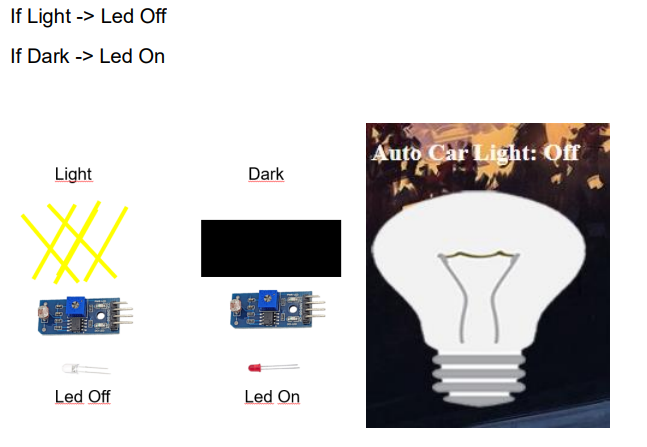 If Light -> Led Off
If Dark -> Led On
Auto Car Light: Off
Light
Dark
Led Off
Led On